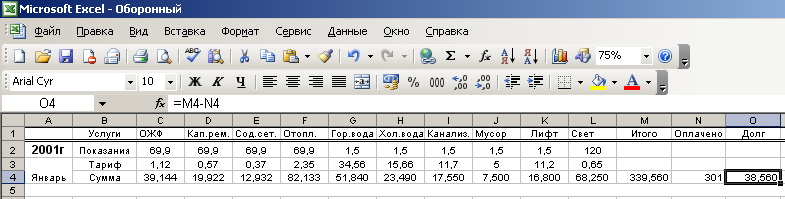 Microsoft Excel - Оборонный
Файл Правка Вид Вставка Формат Сервис Данные Окно Справка
75%
Arial Cyr 10 Ж К Ч % 000
O4 fx =M4-N4
A B C D E F G H I J K L M N O
1 Услуги ОЖФ Кап.рем. Сод.сет. Отопл. Гор.вода Хол.вода Канализ. Мусор Лифт Свет Итого Оплачено Долг
2 2001г Показания 69,9 69,9 69,9 69,9 1,5 1,5 1,5 1,5 1,5 120
3 Тариф 1,12 0,57 0,37 2,35 34,56 15,66 11,7 5 11,2 0,65
4 Январь Сумма 39,144 19,922 12,932 82,133 51,840 23,490 17,550 7,500 16,800 68,250 339,560 301 38,560
5